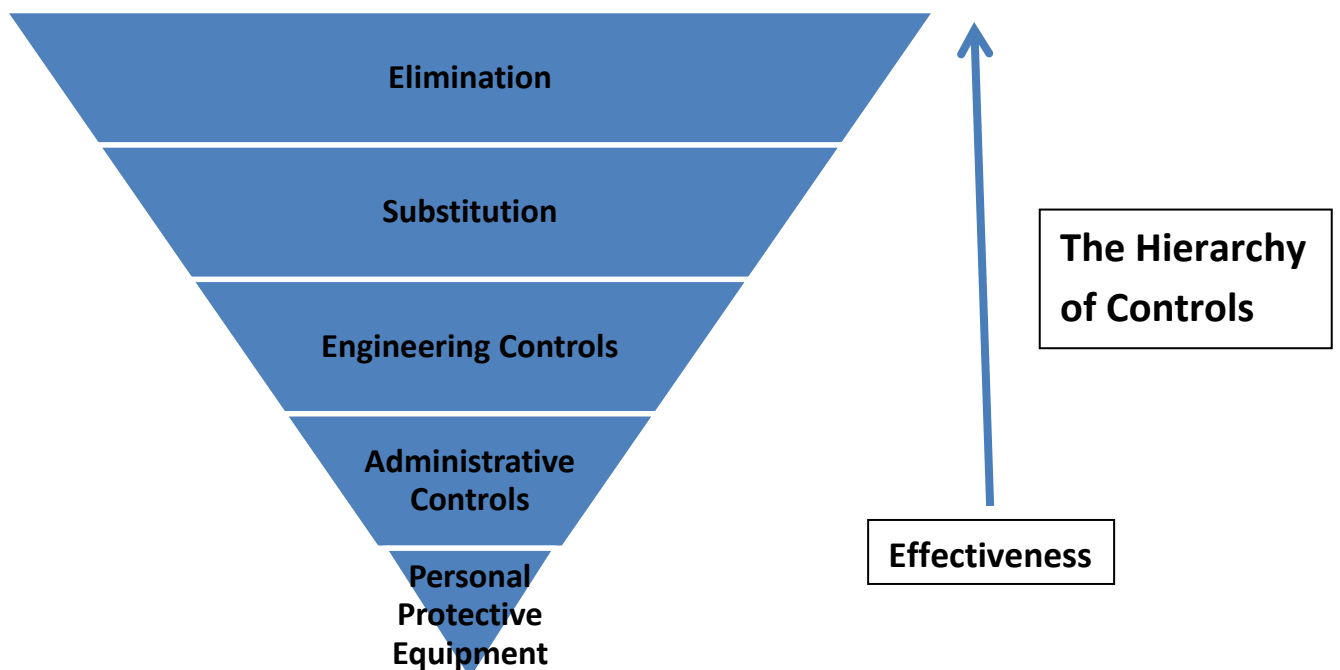 Elimination
Substitution
Engineering Controls
Administrative
Controls
Personal
Protective
Equipment
The Hierarchy
of Controls
Effectiveness